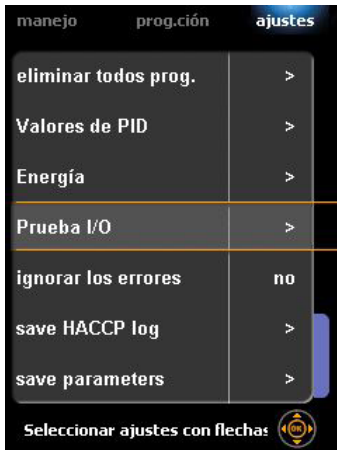 manejo prog.ción ajustes
eliminar todos prog. >
Valores de PID >
Energía >
Prueba I/O >
ignorar los errores no
save HACCP log >
save parameters >
Seleccionar ajustes con flechas OK